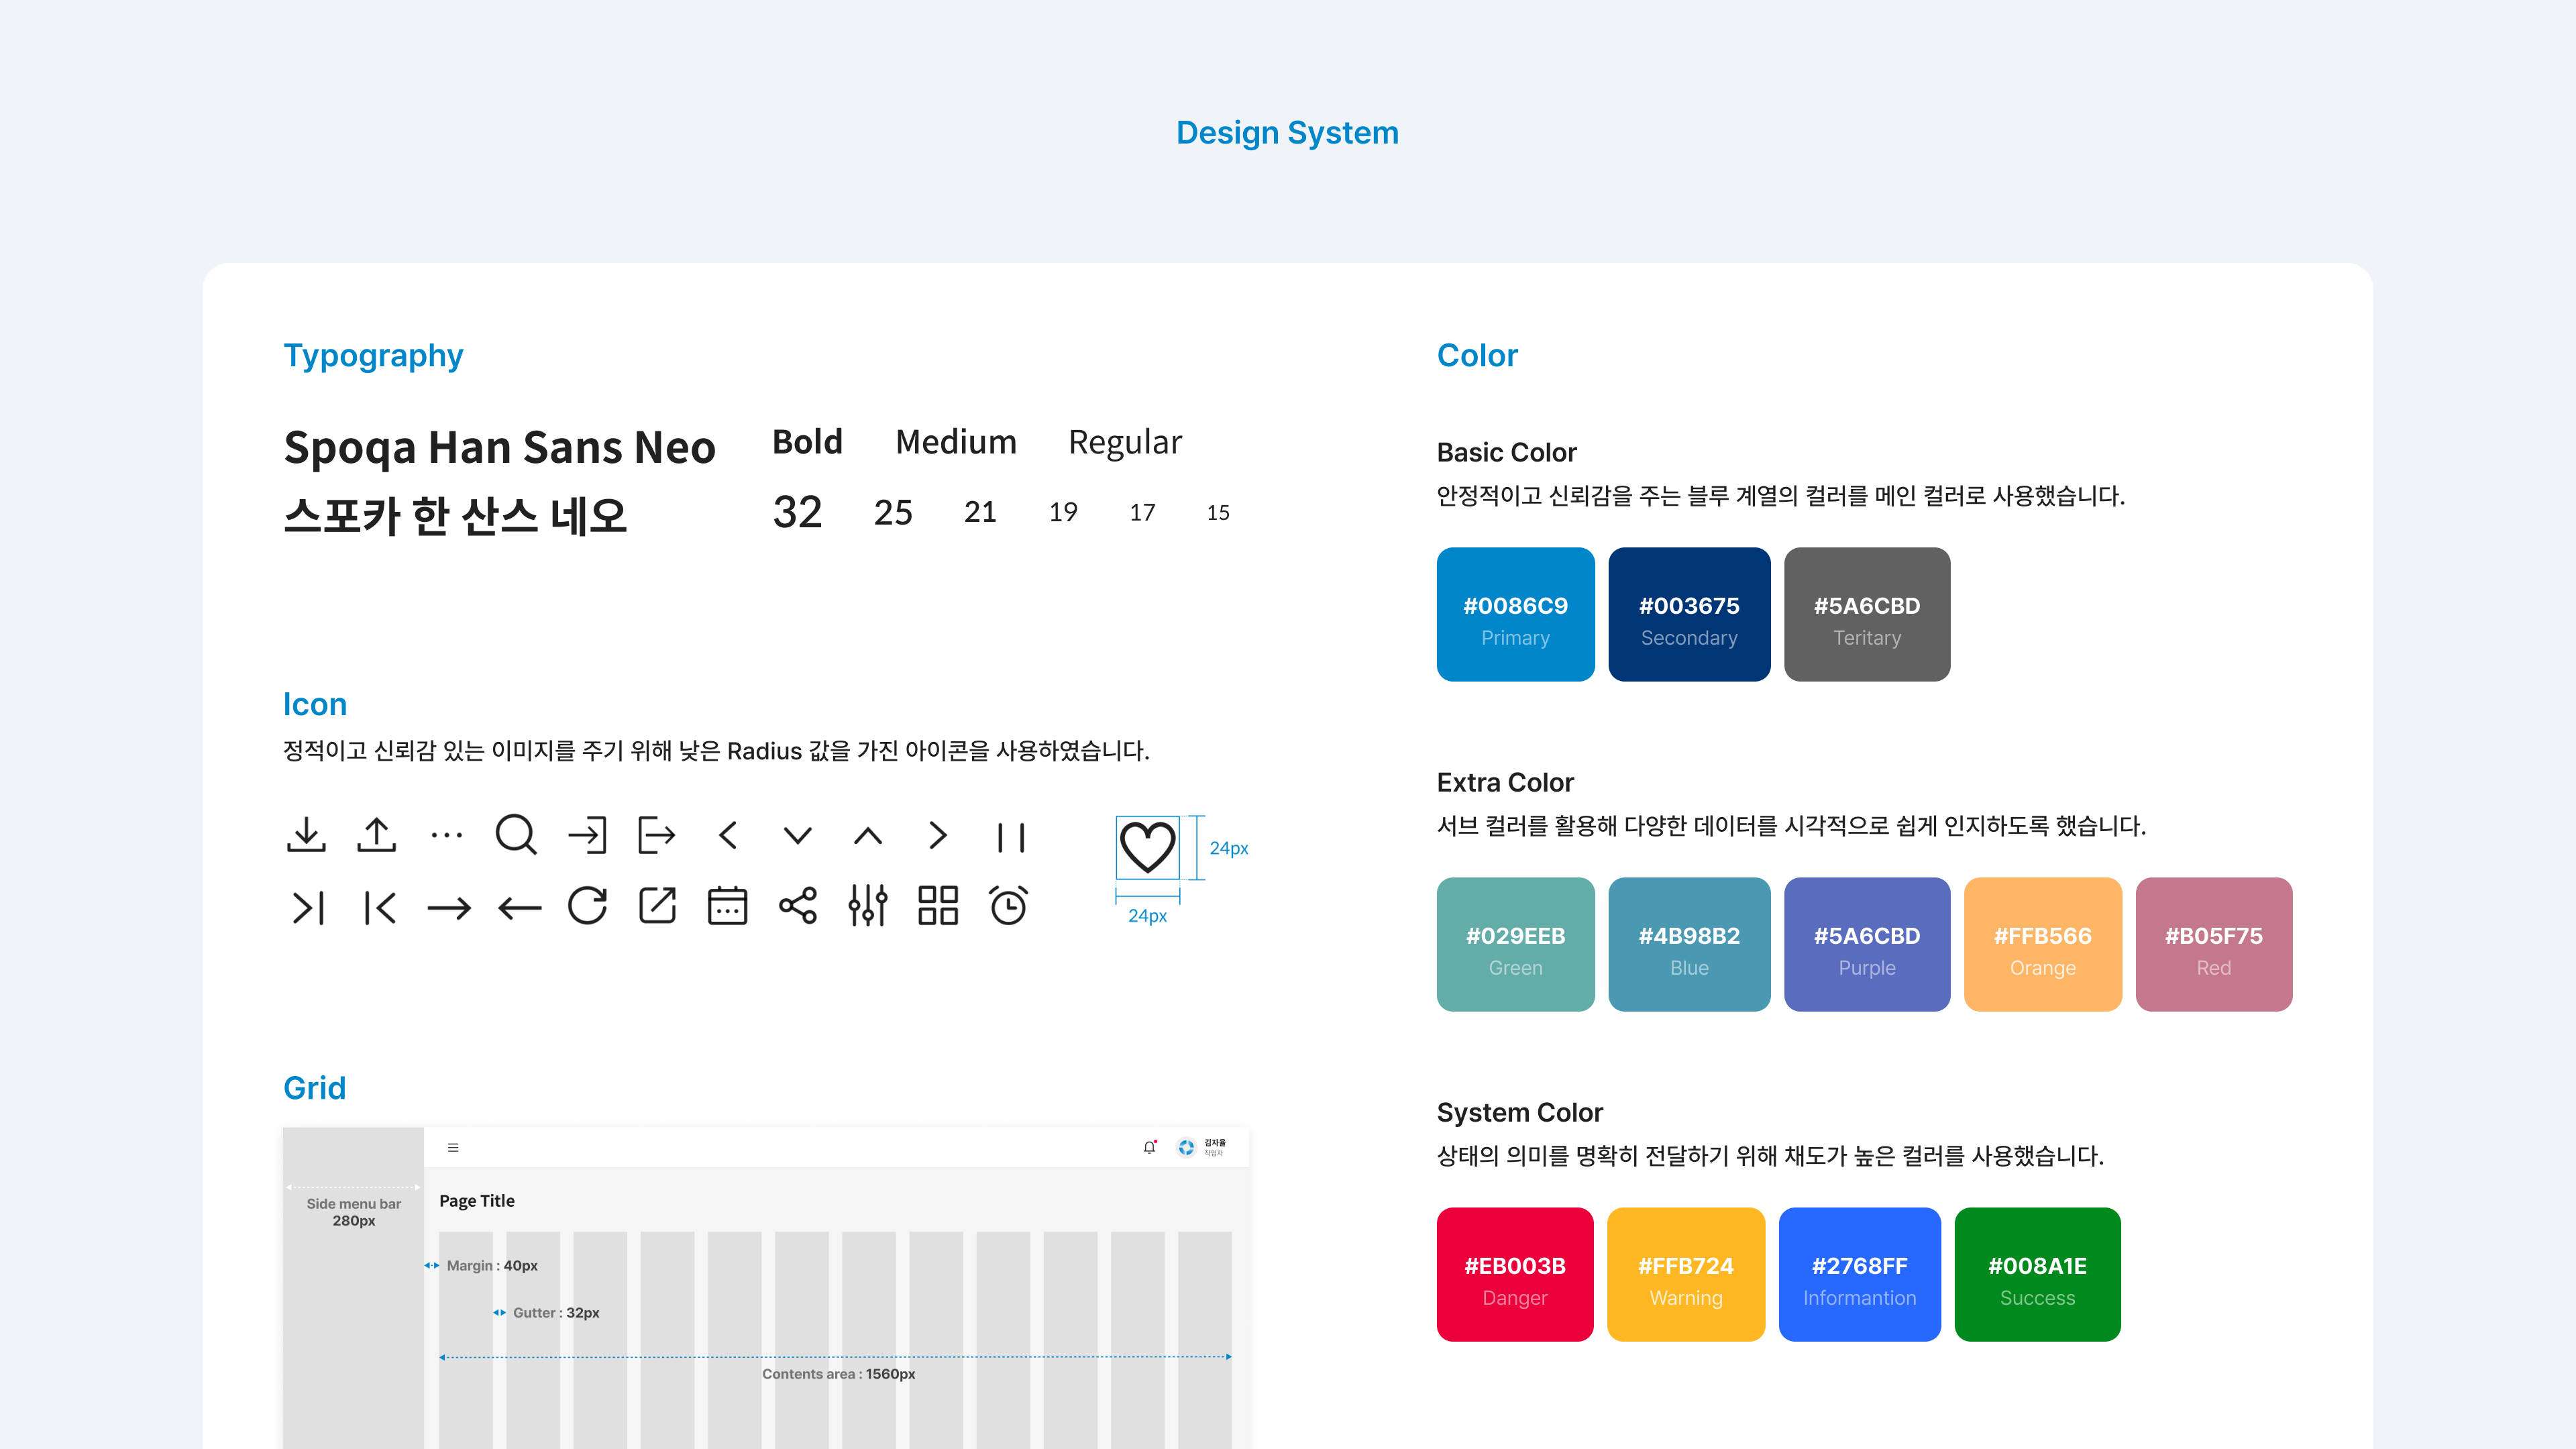 Design System
Typography
Spoqa Han Sans Neo
스포카 한 산스 네오
Bold Medium Regular
32 25 21 19 17 15
Icon
정적이고 신뢰감 있는 이미지를 주기 위해 낮은 Radius 값을 가진 아이콘을 사용하였습니다.
24px
24px
Grid
김자율
작업자
Side menu bar
280px
Page Title
Margin : 40px
Gutter : 32px
Contents area : 1560px
Color
Basic Color
안정적이고 신뢰감을 주는 블루 계열의 컬러를 메인 컬러로 사용했습니다.
#0086C9 #003675 #5A6CBD
Primary Secondary Teritary
Extra Color
서브 컬러를 활용해 다양한 데이터를 시각적으로 쉽게 인지하도록 했습니다.
#029EEB #4B98B2 #5A6CBD #FFB566 #B05F75
Green Blue Purple Orange Red
System Color
상태의 의미를 명확히 전달하기 위해 채도가 높은 컬러를 사용했습니다.
#EB003B #FFB724 #2768FF #008A1E
Danger Warning Informantion Success